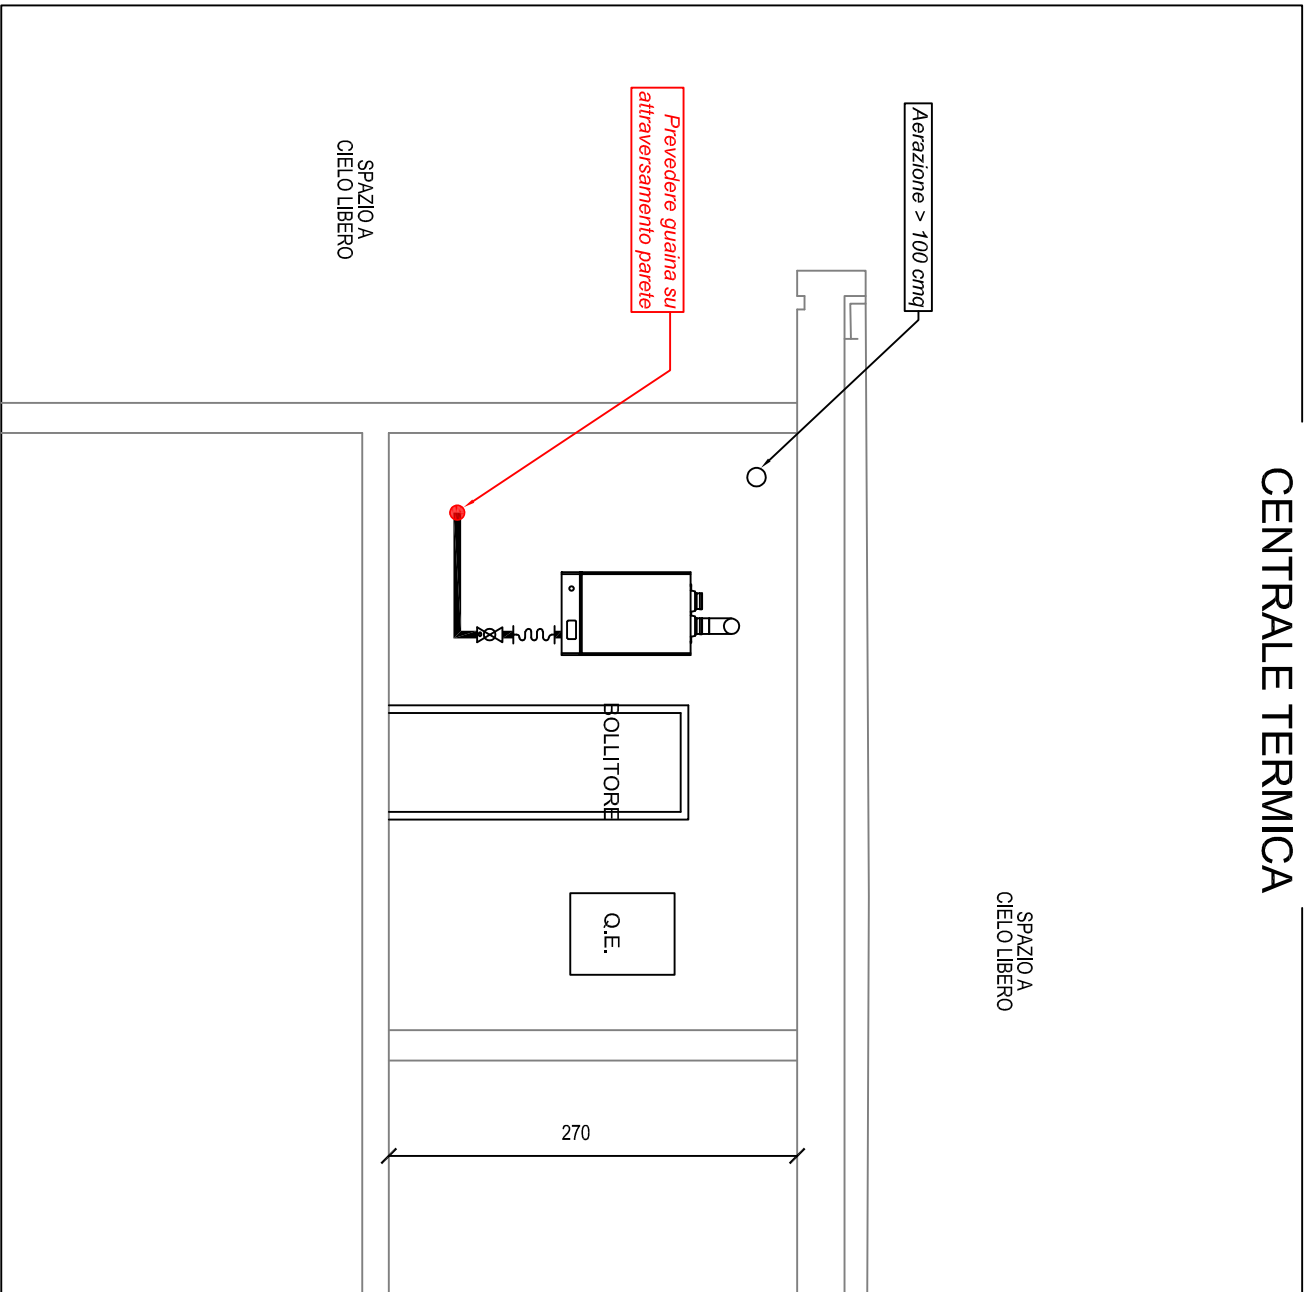 CENTRALE TERMICA
SPAZIO A
CIELO LIBERO
Aerazione > 100 cmq
Prevedere guaina su
attraversamento parete
SPAZIO A
CIELO LIBERO
BOLLITORE
Q.E.
270